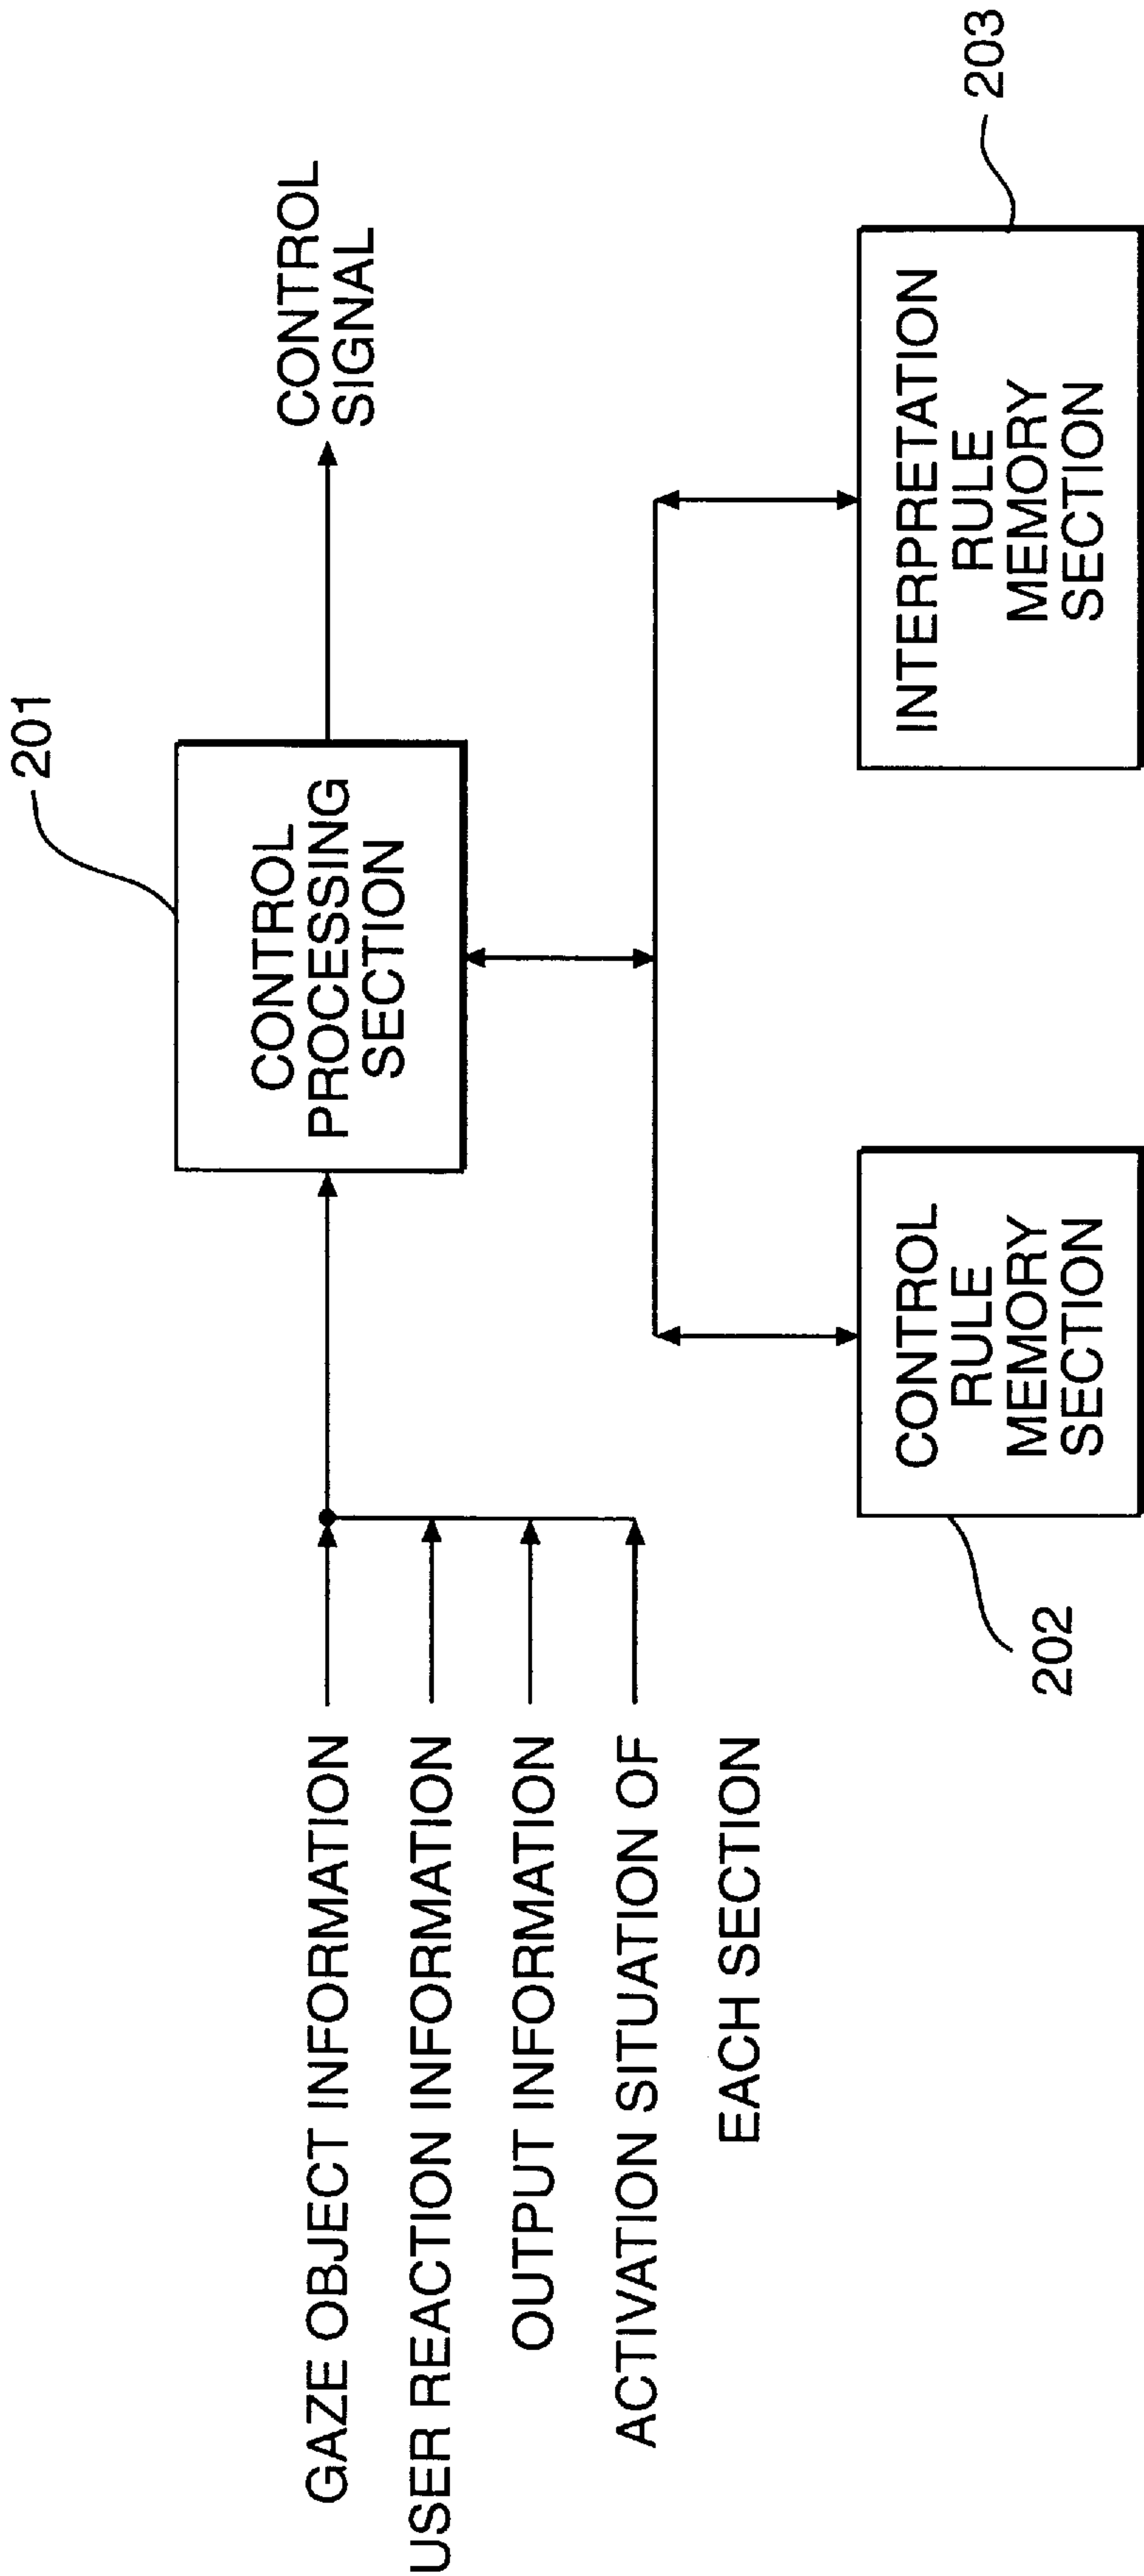 201
CONTROL
PROCESSING
SECTION
CONTROL
SIGNAL
GAZE OBJECT INFORMATION
USER REACTION INFORMATION
OUTPUT INFORMATION
ACTIVATION SITUATION OF
EACH SECTION
202
CONTROL
RULE
MEMORY
SECTION
INTERPRETATION
RULE
MEMORY
SECTION
203